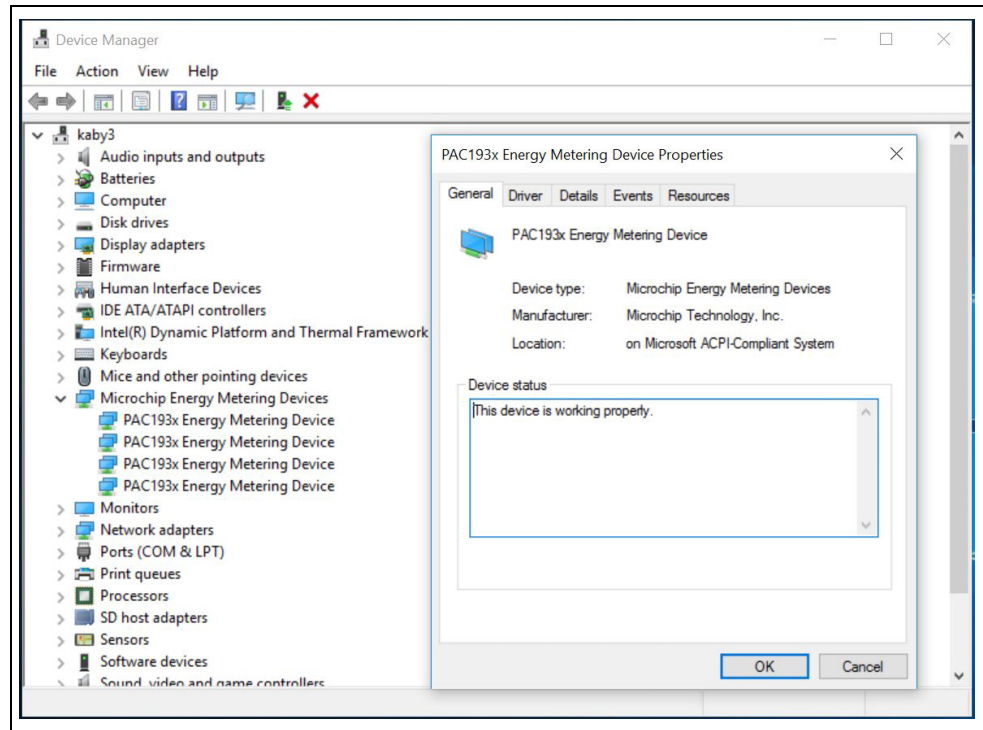 Device Manager
File Action View Help
kaby3
Audio inputs and outputs
Batteries
Computer
Disk drives
Display adapters
Firmware
Human Interface Devices
IDE ATA/ATAPI controllers
Intel(R) Dynamic Platform and Thermal Framework
Keyboards
Mice and other pointing devices
Microchip Energy Metering Devices
PAC193x Energy Metering Device
PAC193x Energy Metering Device
PAC193x Energy Metering Device
PAC193x Energy Metering Device
Monitors
Network adapters
Ports (COM & LPT)
Print queues
Processors
SD host adapters
Sensors
Software devices
Sound, video and game controllers
PAC193x Energy Metering Device Properties
General Driver Details Events Resources
PAC193x Energy Metering Device
Device type: Microchip Energy Metering Devices
Manufacturer: Microchip Technology, Inc.
Location: on Microsoft ACPI-Compliant System
Device status
This device is working properly.
OK Cancel